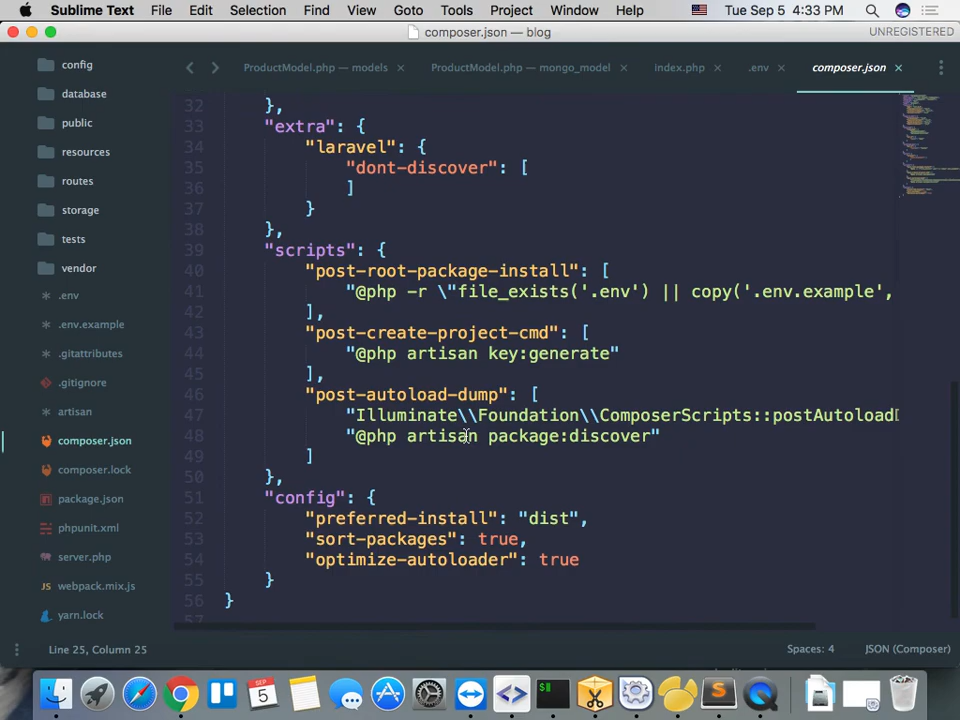 Sublime Text File Edit Selection Find View Goto Tools Project Window Help Tue Sep 5 4:33 PM
composer.json — blog UNREGISTERED
ProductModel.php — models × ProductModel.php — mongo_model × index.php × .env × composer.json ×
config
database
public
resources
routes
storage
tests
vendor
.env
.env.example
.gitattributes
.gitignore
artisan
composer.json
composer.lock
package.json
phpunit.xml
server.php
JS webpack.mix.js
yarn.lock
32 },
33 "extra": {
34 "laravel": {
35 "dont-discover": [
36 ]
37 }
38 },
39 "scripts": {
40 "post-root-package-install": [
41 "@php -r \"file_exists('.env') || copy('.env.example',
42 ],
43 "post-create-project-cmd": [
44 "@php artisan key:generate"
45 ],
46 "post-autoload-dump": [
47 "Illuminate\\Foundation\\ComposerScripts::postAutoload
48 "@php artisan package:discover"
49 ]
50 },
51 "config": {
52 "preferred-install": "dist",
53 "sort-packages": true,
54 "optimize-autoloader": true
55 }
56 }
57
Line 25, Column 25 Spaces: 4 JSON (Composer)
SEP
5